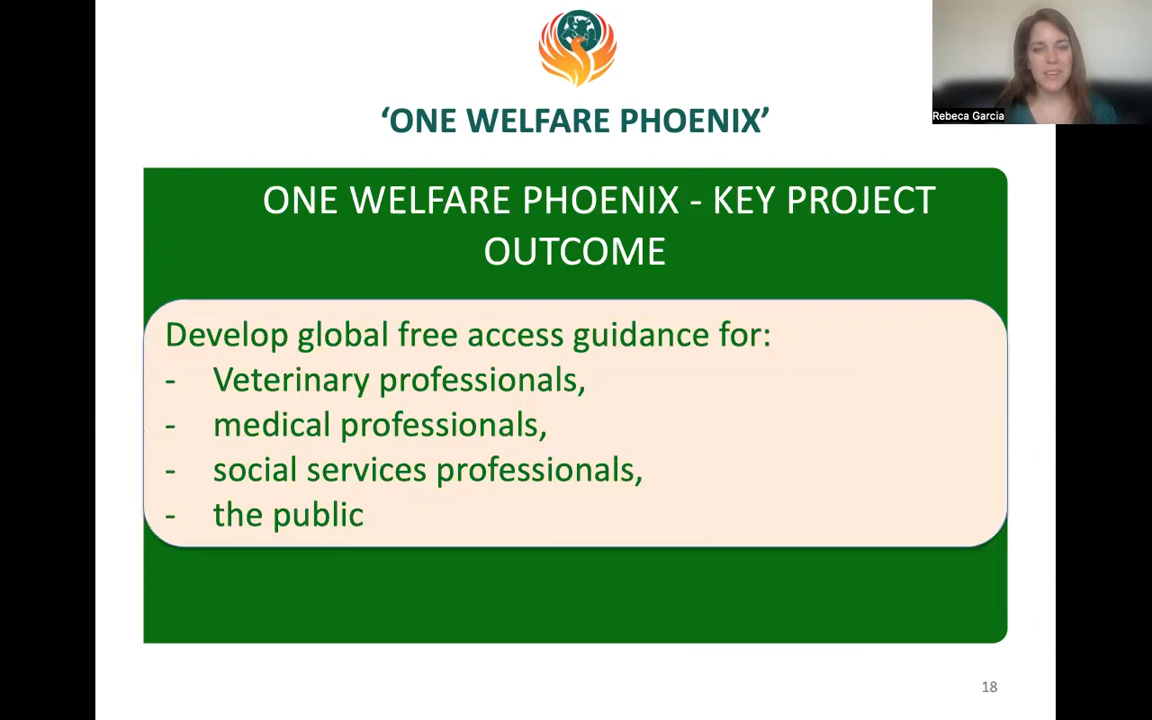 Rebeca Garcia
‘ONE WELFARE PHOENIX’
ONE WELFARE PHOENIX - KEY PROJECT
OUTCOME
Develop global free access guidance for:
- Veterinary professionals,
- medical professionals,
- social services professionals,
- the public
18